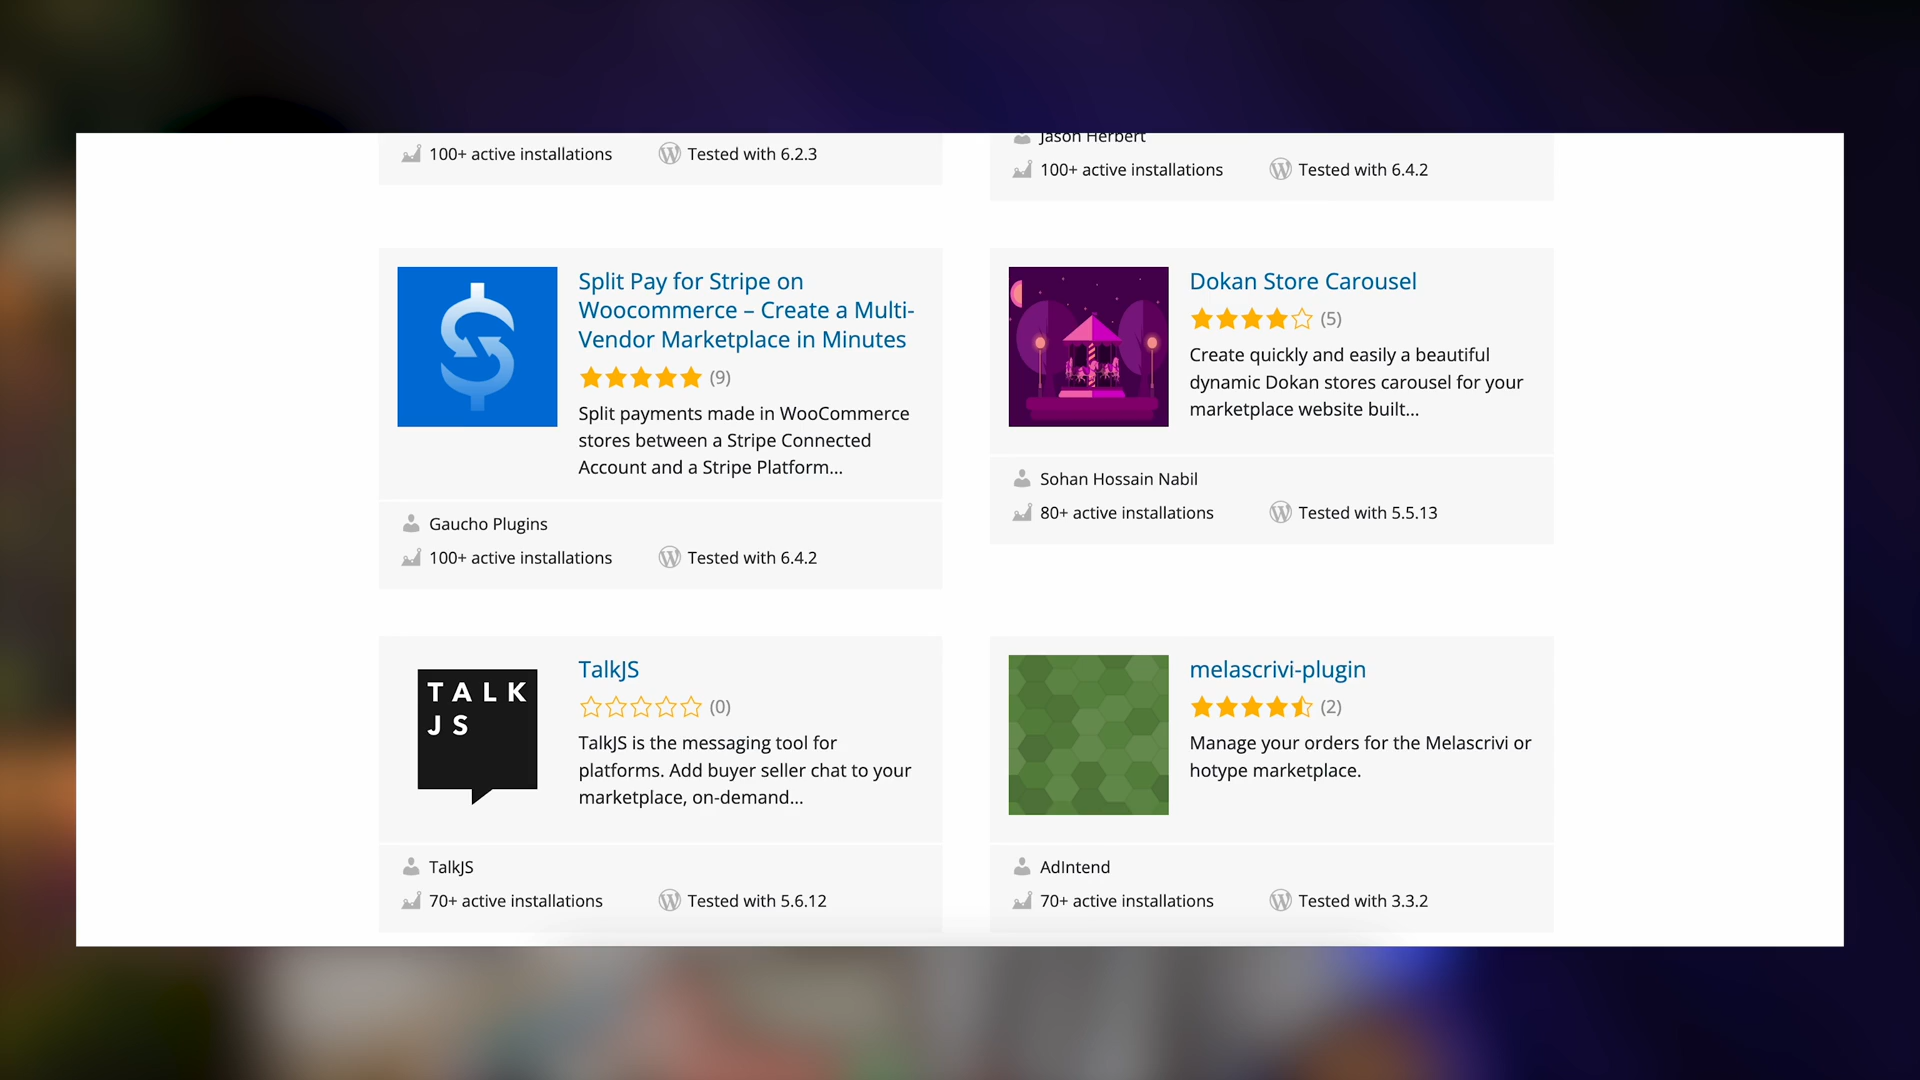 100+ active installations
Tested with 6.2.3
Jason Herbert
100+ active installations
Tested with 6.4.2
Split Pay for Stripe on
Woocommerce – Create a Multi-
Vendor Marketplace in Minutes
(9)
Split payments made in WooCommerce
stores between a Stripe Connected
Account and a Stripe Platform...
Gaucho Plugins
100+ active installations
Tested with 6.4.2
Dokan Store Carousel
(5)
Create quickly and easily a beautiful
dynamic Dokan stores carousel for your
marketplace website built...
Sohan Hossain Nabil
80+ active installations
Tested with 5.5.13
TALK
JS
TalkJS
(0)
TalkJS is the messaging tool for
platforms. Add buyer seller chat to your
marketplace, on-demand...
TalkJS
70+ active installations
Tested with 5.6.12
melascrivi-plugin
(2)
Manage your orders for the Melascrivi or
hotype marketplace.
AdIntend
70+ active installations
Tested with 3.3.2